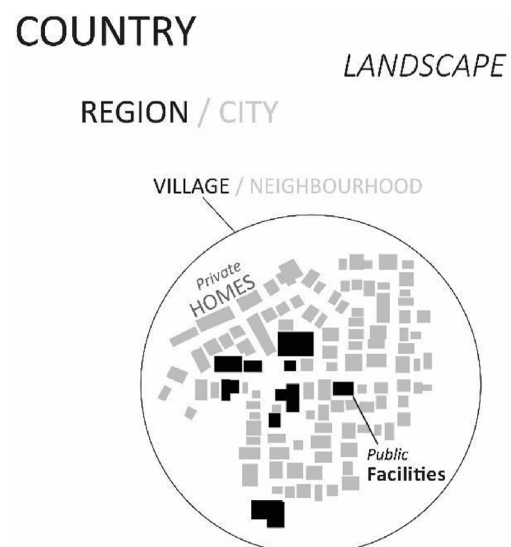 COUNTRY
LANDSCAPE
REGION / CITY
VILLAGE / NEIGHBOURHOOD
Private
HOMES
Public
Facilities